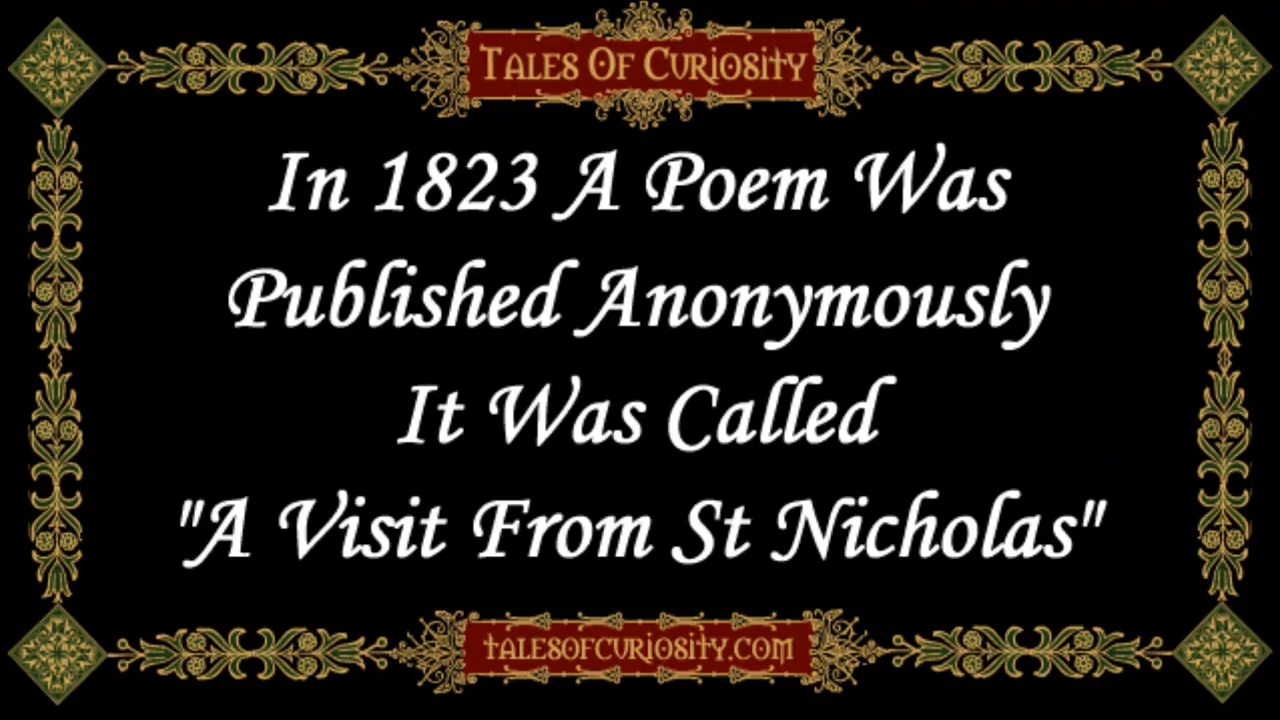 Tales Of Curiosity
In 1823 A Poem Was
Published Anonymously
It Was Called
"A Visit From St Nicholas"
talesofcuriosity.com